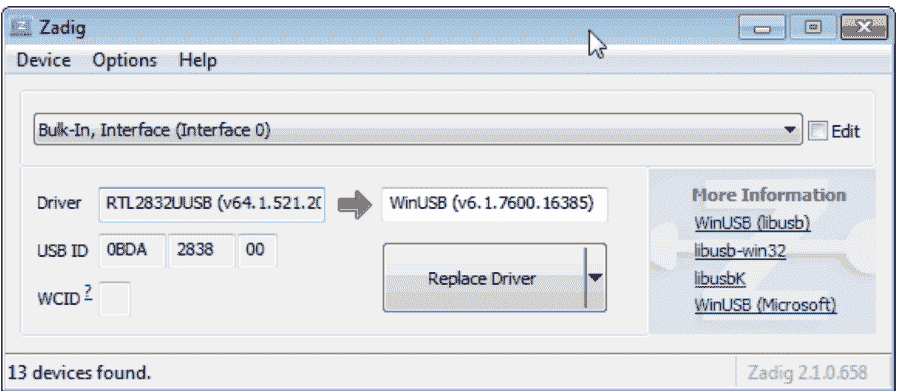 Zadig
Device Options Help
Bulk-In, Interface (Interface 0)
Edit
Driver RTL2832UUSB (v64.1.521.20 WinUSB (v6.1.7600.16385)
USB ID 0BDA 2838 00
WCID ?
Replace Driver
More Information
WinUSB (libusb)
libusb-win32
libusbK
WinUSB (Microsoft)
13 devices found.
Zadig 2.1.0.658